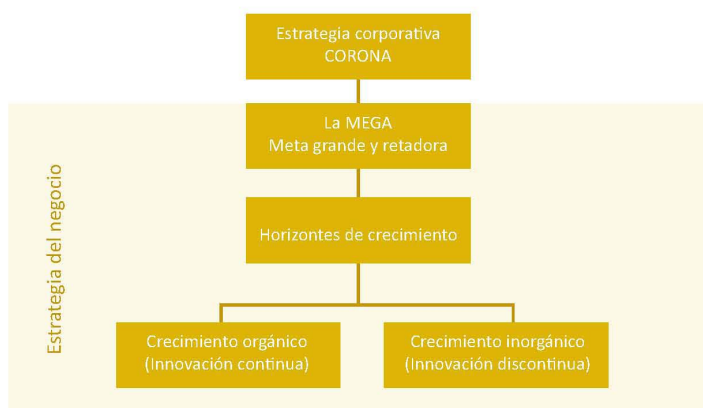 Estrategia corporativa
CORONA
La MEGA
Meta grande y retadora
Horizontes de crecimiento
Crecimiento orgánico
(Innovación continua)
Crecimiento inorgánico
(Innovación discontinua)
Estrategia del negocio